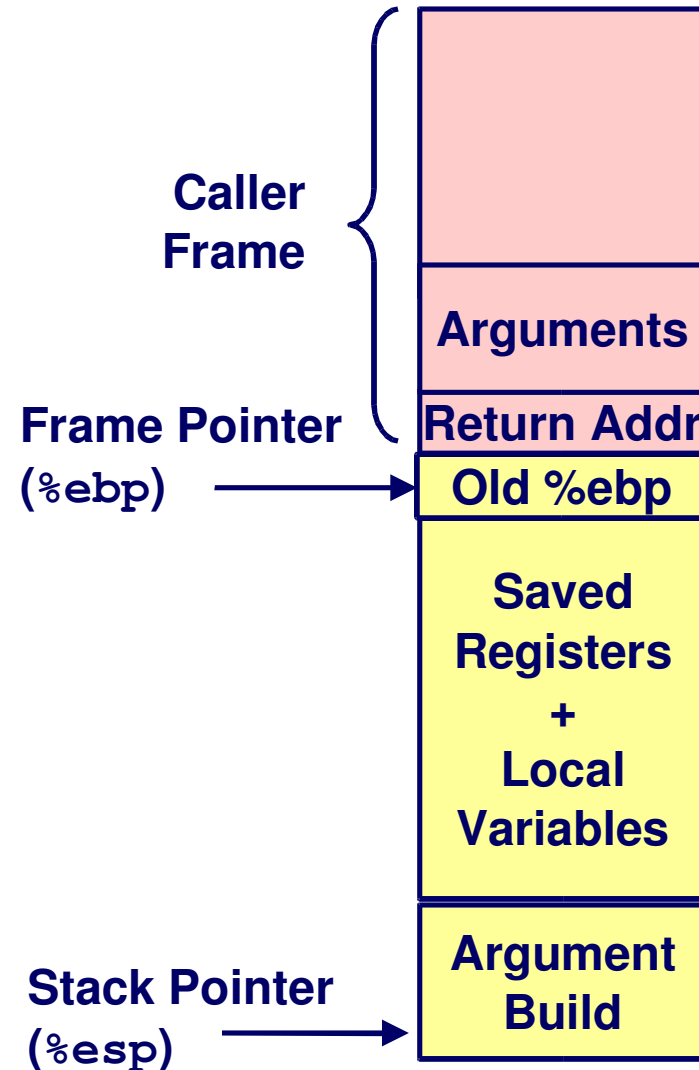 Caller
Frame
Arguments
Frame Pointer
(%ebp)
Return Addr
Old %ebp
Saved
Registers
+
Local
Variables
Argument
Build
Stack Pointer
(%esp)